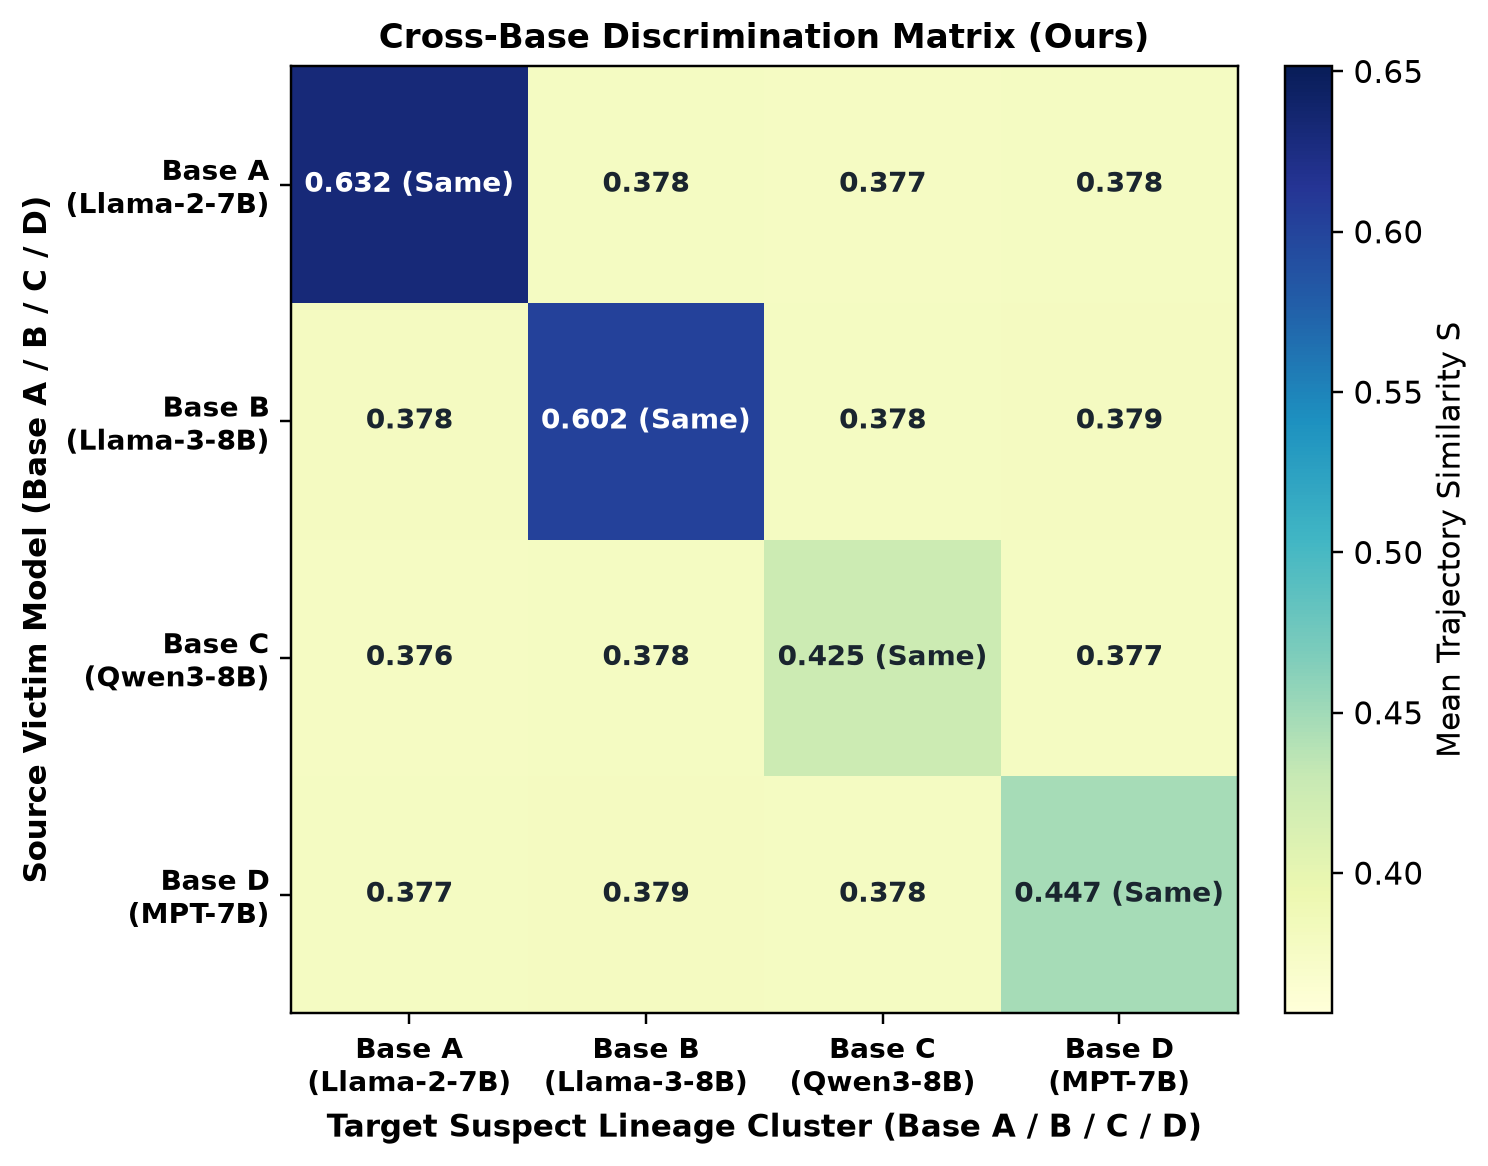 Cross-Base Discrimination Matrix (Ours)
Source Victim Model (Base A / B / C / D)
Base A
(Llama-2-7B)
0.632 (Same)
0.378
0.377
0.378
Base B
(Llama-3-8B)
0.378
0.602 (Same)
0.378
0.379
Base C
(Qwen3-8B)
0.376
0.378
0.425 (Same)
0.377
Base D
(MPT-7B)
0.377
0.379
0.378
0.447 (Same)
Base A
(Llama-2-7B)
Base B
(Llama-3-8B)
Base C
(Qwen3-8B)
Base D
(MPT-7B)
Target Suspect Lineage Cluster (Base A / B / C / D)
0.65
0.60
0.55
0.50
0.45
0.40
Mean Trajectory Similarity S